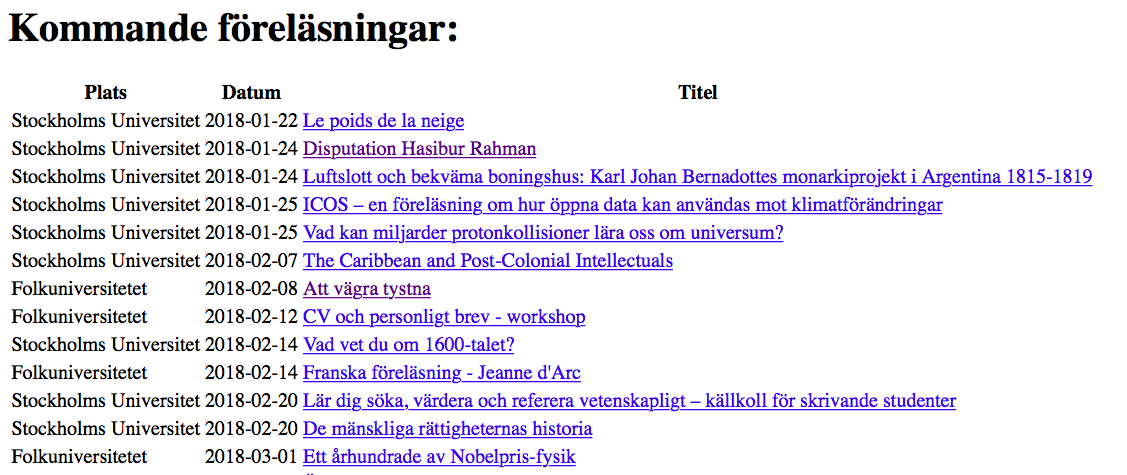 Kommande föreläsningar:
Plats Datum Titel
Stockholms Universitet 2018-01-22 Le poids de la neige
Stockholms Universitet 2018-01-24 Disputation Hasibur Rahman
Stockholms Universitet 2018-01-24 Luftslott och bekväma boningshus: Karl Johan Bernadottes monarkiprojekt i Argentina 1815-1819
Stockholms Universitet 2018-01-25 ICOS – en föreläsning om hur öppna data kan användas mot klimatförändringar
Stockholms Universitet 2018-01-25 Vad kan miljarder protonkollisioner lära oss om universum?
Stockholms Universitet 2018-02-07 The Caribbean and Post-Colonial Intellectuals
Folkuniversitetet 2018-02-08 Att vägra tystna
Folkuniversitetet 2018-02-12 CV och personligt brev - workshop
Stockholms Universitet 2018-02-14 Vad vet du om 1600-talet?
Folkuniversitetet 2018-02-14 Franska föreläsning - Jeanne d'Arc
Stockholms Universitet 2018-02-20 Lär dig söka, värdera och referera vetenskapligt – källkoll för skrivande studenter
Stockholms Universitet 2018-02-20 De mänskliga rättigheternas historia
Folkuniversitetet 2018-03-01 Ett århundrade av Nobelpris-fysik